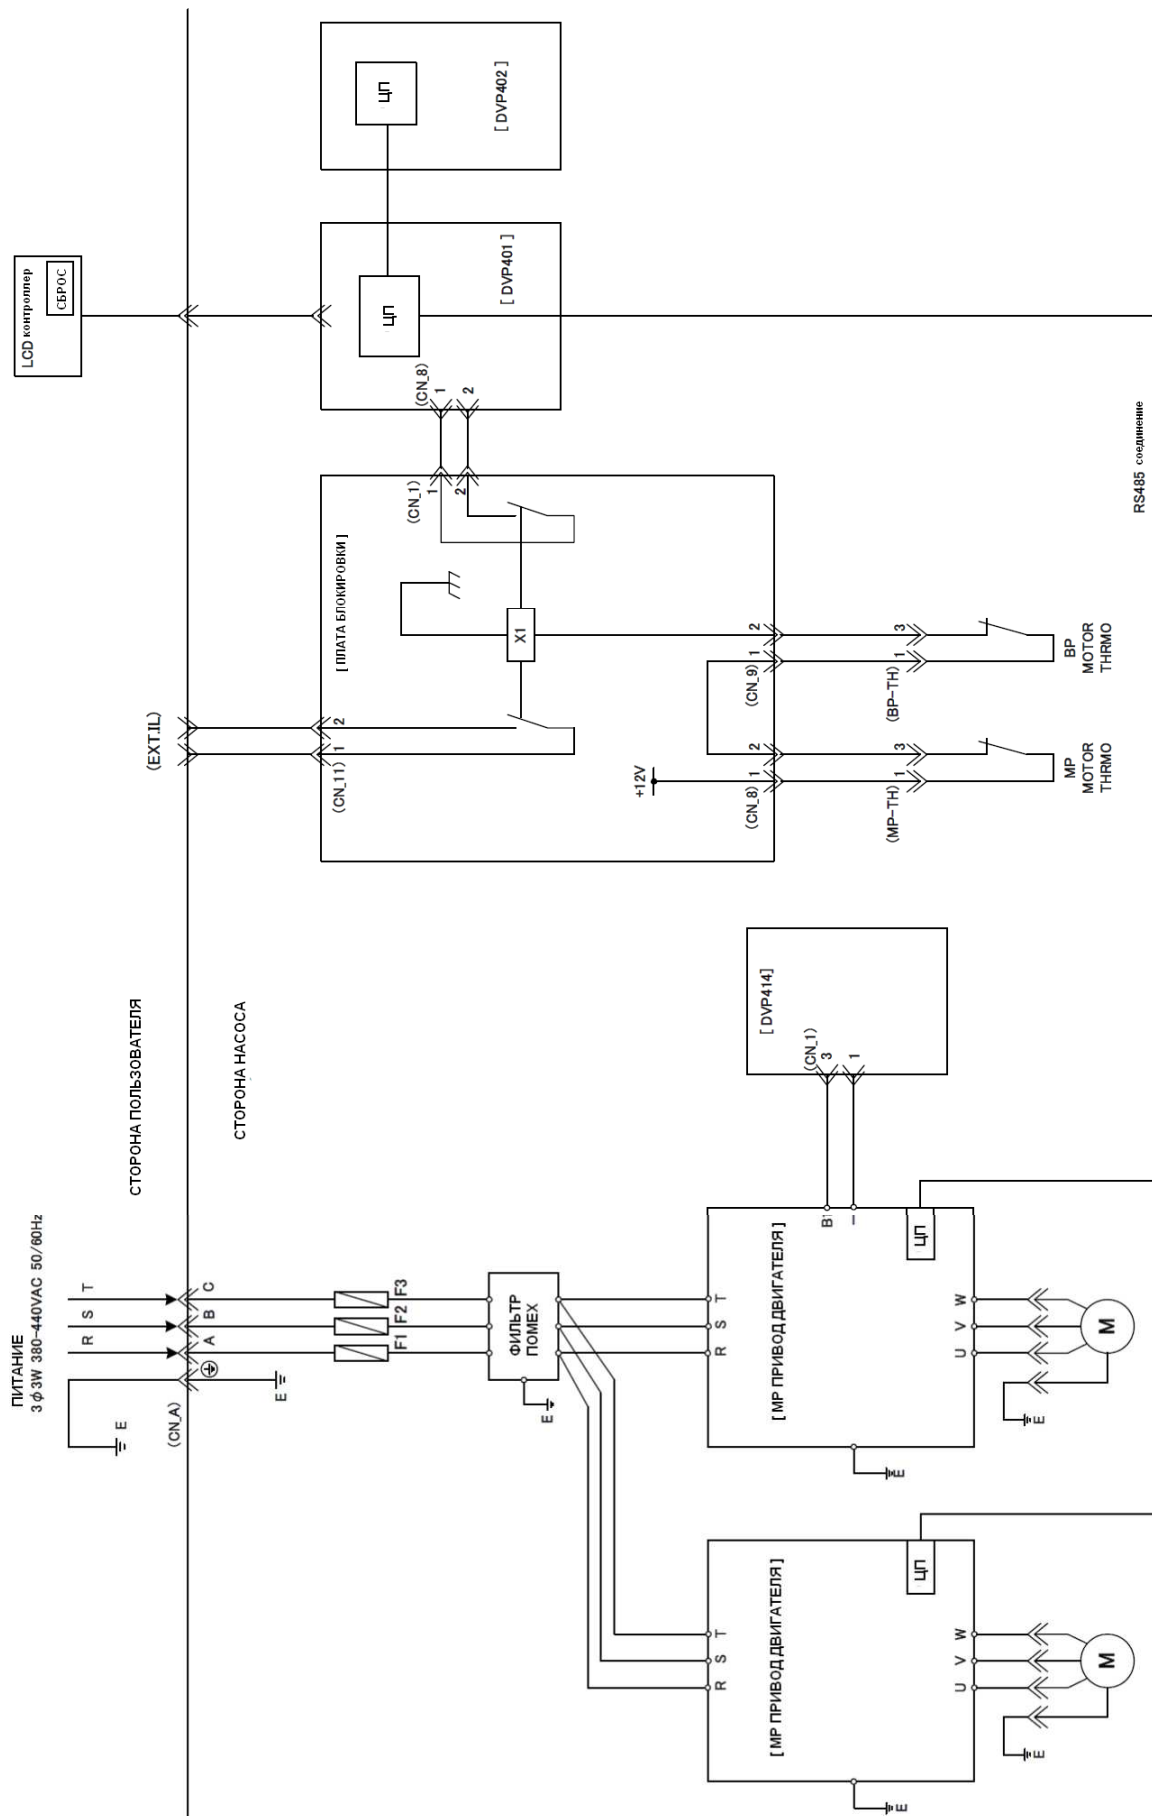 ПИТАНИЕ
3 ф 3W 380-440VAC 50/60Hz
R
S
T
E
(CN_A)
A
B
C
E
СТОРОНА ПОЛЬЗОВАТЕЛЯ
СТОРОНА НАСОСА
F1
F2
F3
ФИЛЬТР
ПОМЕХ
E
R
S
T
[ МР ПРИВОД ДВИГАТЕЛЯ ]
ЦП
U
V
W
M
E
E
R
S
T
[ МР ПРИВОД ДВИГАТЕЛЯ ]
B1
–
ЦП
U
V
W
M
E
E
[ DVP414]
(CN_1)
3
1
(EXT.IL)
(CN_11)
1
2
[ ПЛАТА БЛОКИРОВКИ ]
X1
(CN_1)
1
2
+12V
(CN_8)
1
2
(CN_9)
1
2
(MP-TH)
1
3
(BP-TH)
1
3
MP
MOTOR
THRMO
BP
MOTOR
THRMO
LCD контроллер
СБРОС
(CN_8)
1
2
ЦП
[ DVP401 ]
ЦП
[ DVP402 ]
RS485 соединение